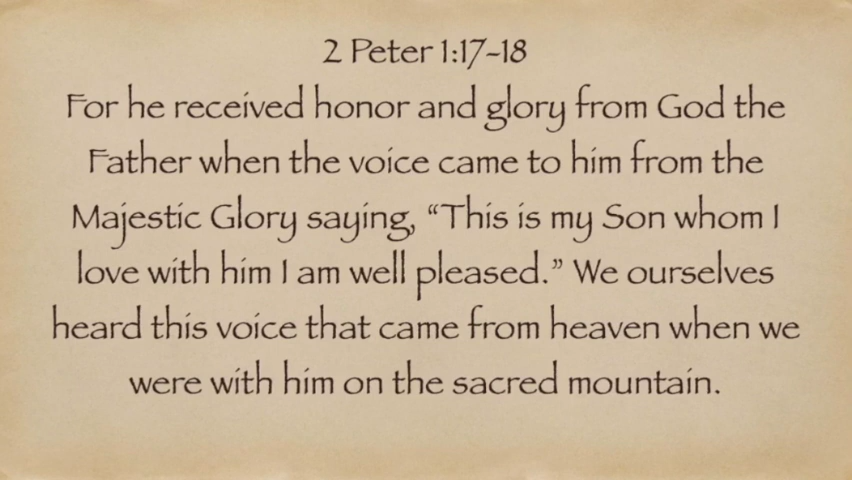 2 Peter 1:17-18
For he received honor and glory from God the
Father when the voice came to him from the
Majestic Glory saying, “This is my Son whom I
love with him I am well pleased.” We ourselves
heard this voice that came from heaven when we
were with him on the sacred mountain.